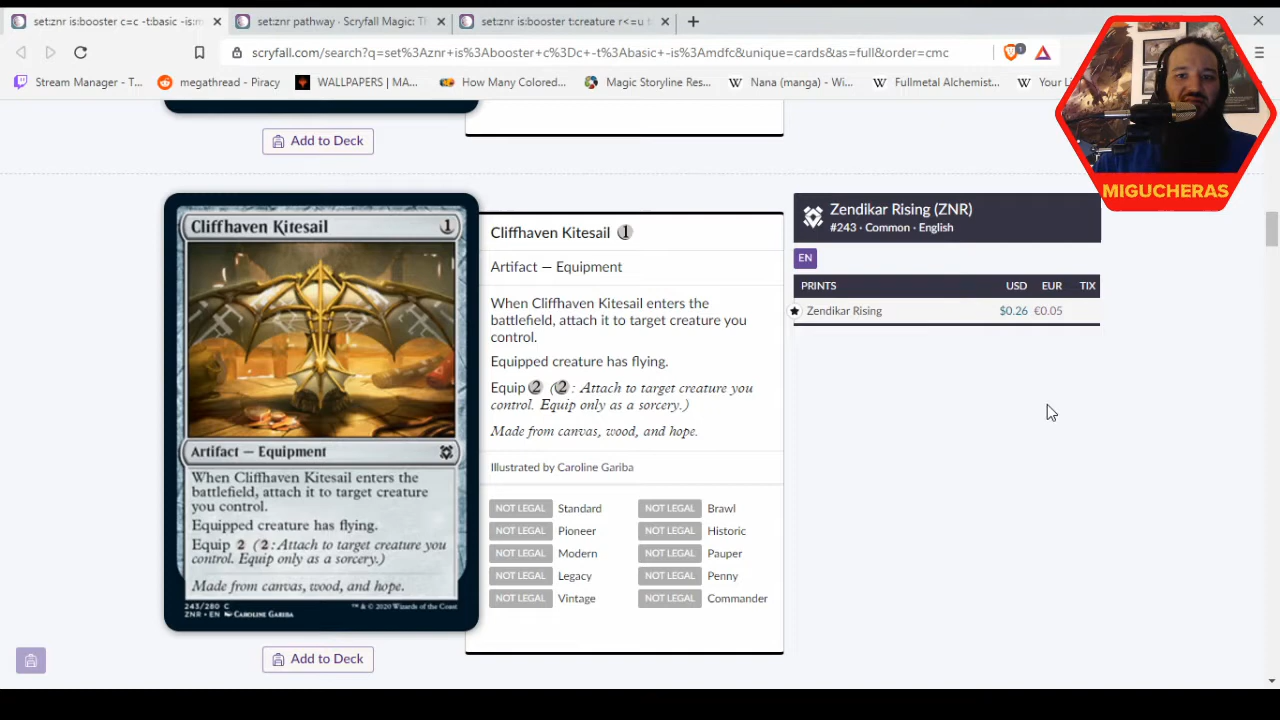 set:znr is:booster c=c -t:basic -is:m
set:znr pathway · Scryfall Magic: Th
set:znr is:booster t:creature r<=u t
scryfall.com/search?q=set%3Aznr+is%3Abooster+c%3Dc+-t%3Abasic+-is%3Amdfc&unique=cards&as=full&order=cmc
1
Stream Manager - T...
megathread - Piracy
WALLPAPERS | MA...
How Many Colored...
Magic Storyline Res...
Nana (manga) - Wi...
Fullmetal Alchemist...
Your Li
MIGUCHERAS
Add to Deck
Cliffhaven Kitesail 1
Artifact — Equipment
When Cliffhaven Kitesail enters the
battlefield, attach it to target creature
you control.
Equipped creature has flying.
Equip 2 (2: Attach to target creature you
control. Equip only as a sorcery.)
Made from canvas, wood, and hope.
243/280 C
ZNR • EN Caroline Gariba
™ & © 2020 Wizards of the Coast
Add to Deck
Cliffhaven Kitesail 1
Artifact — Equipment
When Cliffhaven Kitesail enters the
battlefield, attach it to target creature you
control.
Equipped creature has flying.
Equip 2 (2: Attach to target creature you
control. Equip only as a sorcery.)
Made from canvas, wood, and hope.
Illustrated by Caroline Gariba
NOT LEGAL Standard NOT LEGAL Brawl
NOT LEGAL Pioneer NOT LEGAL Historic
NOT LEGAL Modern NOT LEGAL Pauper
NOT LEGAL Legacy NOT LEGAL Penny
NOT LEGAL Vintage NOT LEGAL Commander
Zendikar Rising (ZNR)
#243 · Common · English
EN
PRINTS USD EUR TIX
Zendikar Rising $0.26 €0.05